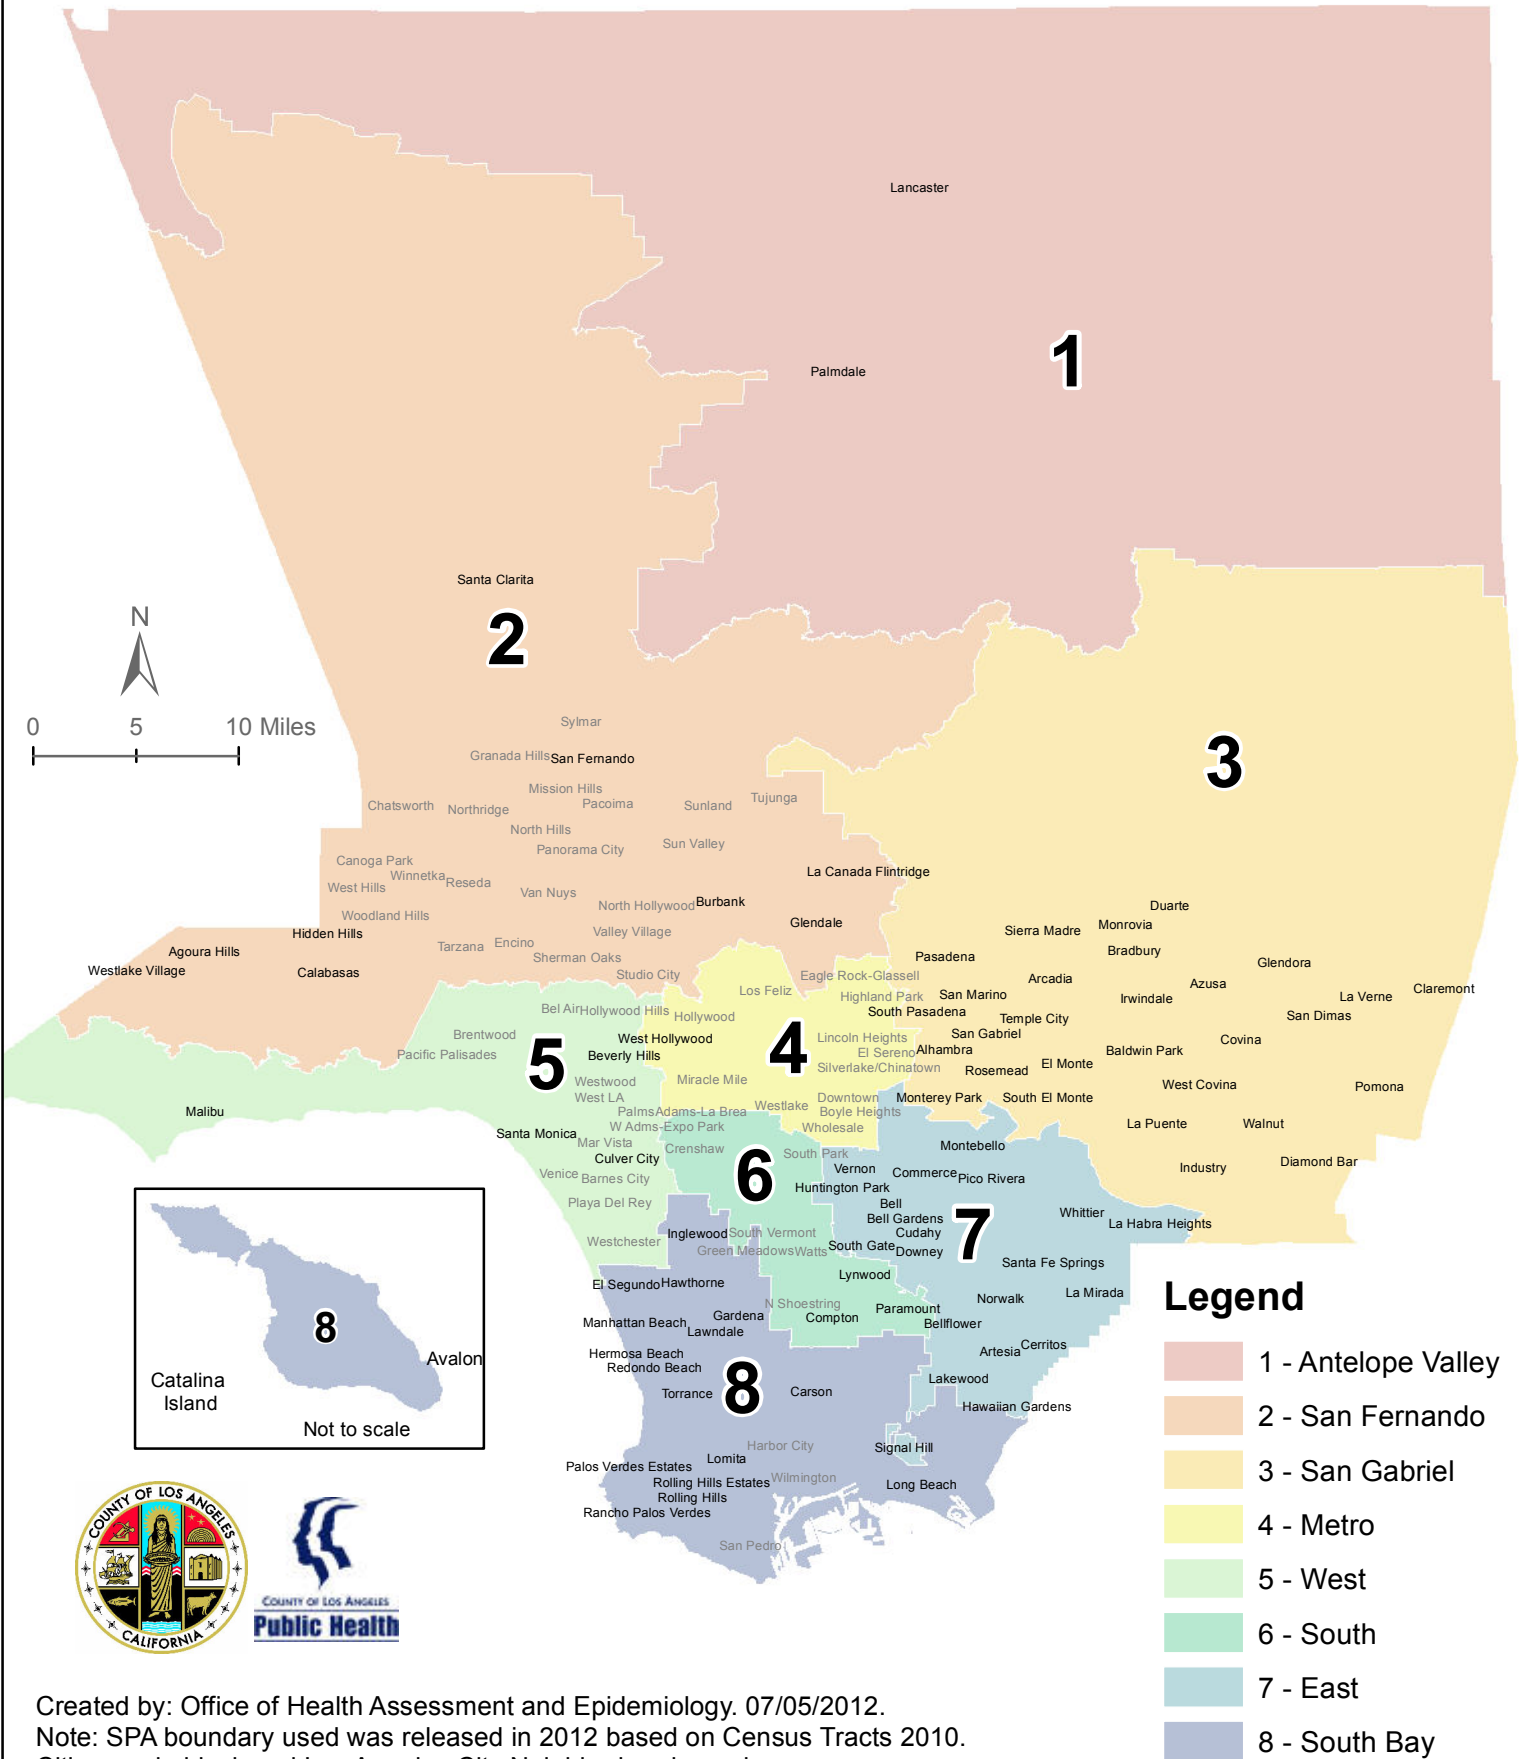 Lancaster
1
Palmdale
Santa Clarita
2
N
0 5 10 Miles
Sylmar
Granada Hills
San Fernando
3
Mission Hills
Pacoima
Chatsworth
Northridge
Sunland
Tujunga
North Hills
Panorama City
Sun Valley
Canoga Park
Winnetka
Reseda
West Hills
La Canada Flintridge
Van Nuys
North Hollywood
Burbank
Woodland Hills
Glendale
Hidden Hills
Valley Village
Tarzana
Encino
Agoura Hills
Sherman Oaks
Westlake Village
Calabasas
Studio City
Duarte
Monrovia
Sierra Madre
Bradbury
Pasadena
Glendora
Arcadia
Azusa
Claremont
La Verne
Irwindale
San Marino
San Dimas
Eagle Rock-Glassell
Los Feliz
Highland Park
South Pasadena
Temple City
San Gabriel
Covina
Bel Air
Hollywood Hills
Hollywood
Brentwood
West Hollywood
Lincoln Heights
4
Pacific Palisades
5
Beverly Hills
El Sereno
Alhambra
Baldwin Park
El Monte
Silverlake/Chinatown
Rosemead
Westwood
Miracle Mile
West Covina
Pomona
West LA
Downtown
Monterey Park
South El Monte
Malibu
Palms
Adams-La Brea
Westlake
Boyle Heights
W Adms-Expo Park
Wholesale
La Puente
Walnut
Santa Monica
Mar Vista
Crenshaw
South Park
Montebello
Culver City
Industry
Diamond Bar
Venice
Barnes City
6
Vernon
Commerce
Pico Rivera
Huntington Park
Playa Del Rey
Bell
Bell Gardens
7
Whittier
La Habra Heights
Westchester
Inglewood
South Vermont
Cudahy
Green Meadows
Watts
South Gate
Downey
Santa Fe Springs
El Segundo
Hawthorne
Lynwood
La Mirada
Norwalk
N Shoestring
Paramount
Manhattan Beach
Gardena
Compton
Bellflower
Lawndale
Hermosa Beach
Artesia
Cerritos
Redondo Beach
Lakewood
Torrance
8
Carson
Hawaiian Gardens
Harbor City
Signal Hill
Lomita
Palos Verdes Estates
Rolling Hills Estates
Wilmington
Long Beach
Rolling Hills
Rancho Palos Verdes
San Pedro
8
Avalon
Catalina
Island
Not to scale
COUNTY OF LOS ANGELES
CALIFORNIA
COUNTY OF LOS ANGELES
Public Health
Legend
1 - Antelope Valley
2 - San Fernando
3 - San Gabriel
4 - Metro
5 - West
6 - South
7 - East
8 - South Bay
Created by: Office of Health Assessment and Epidemiology. 07/05/2012.
Note: SPA boundary used was released in 2012 based on Census Tracts 2010.